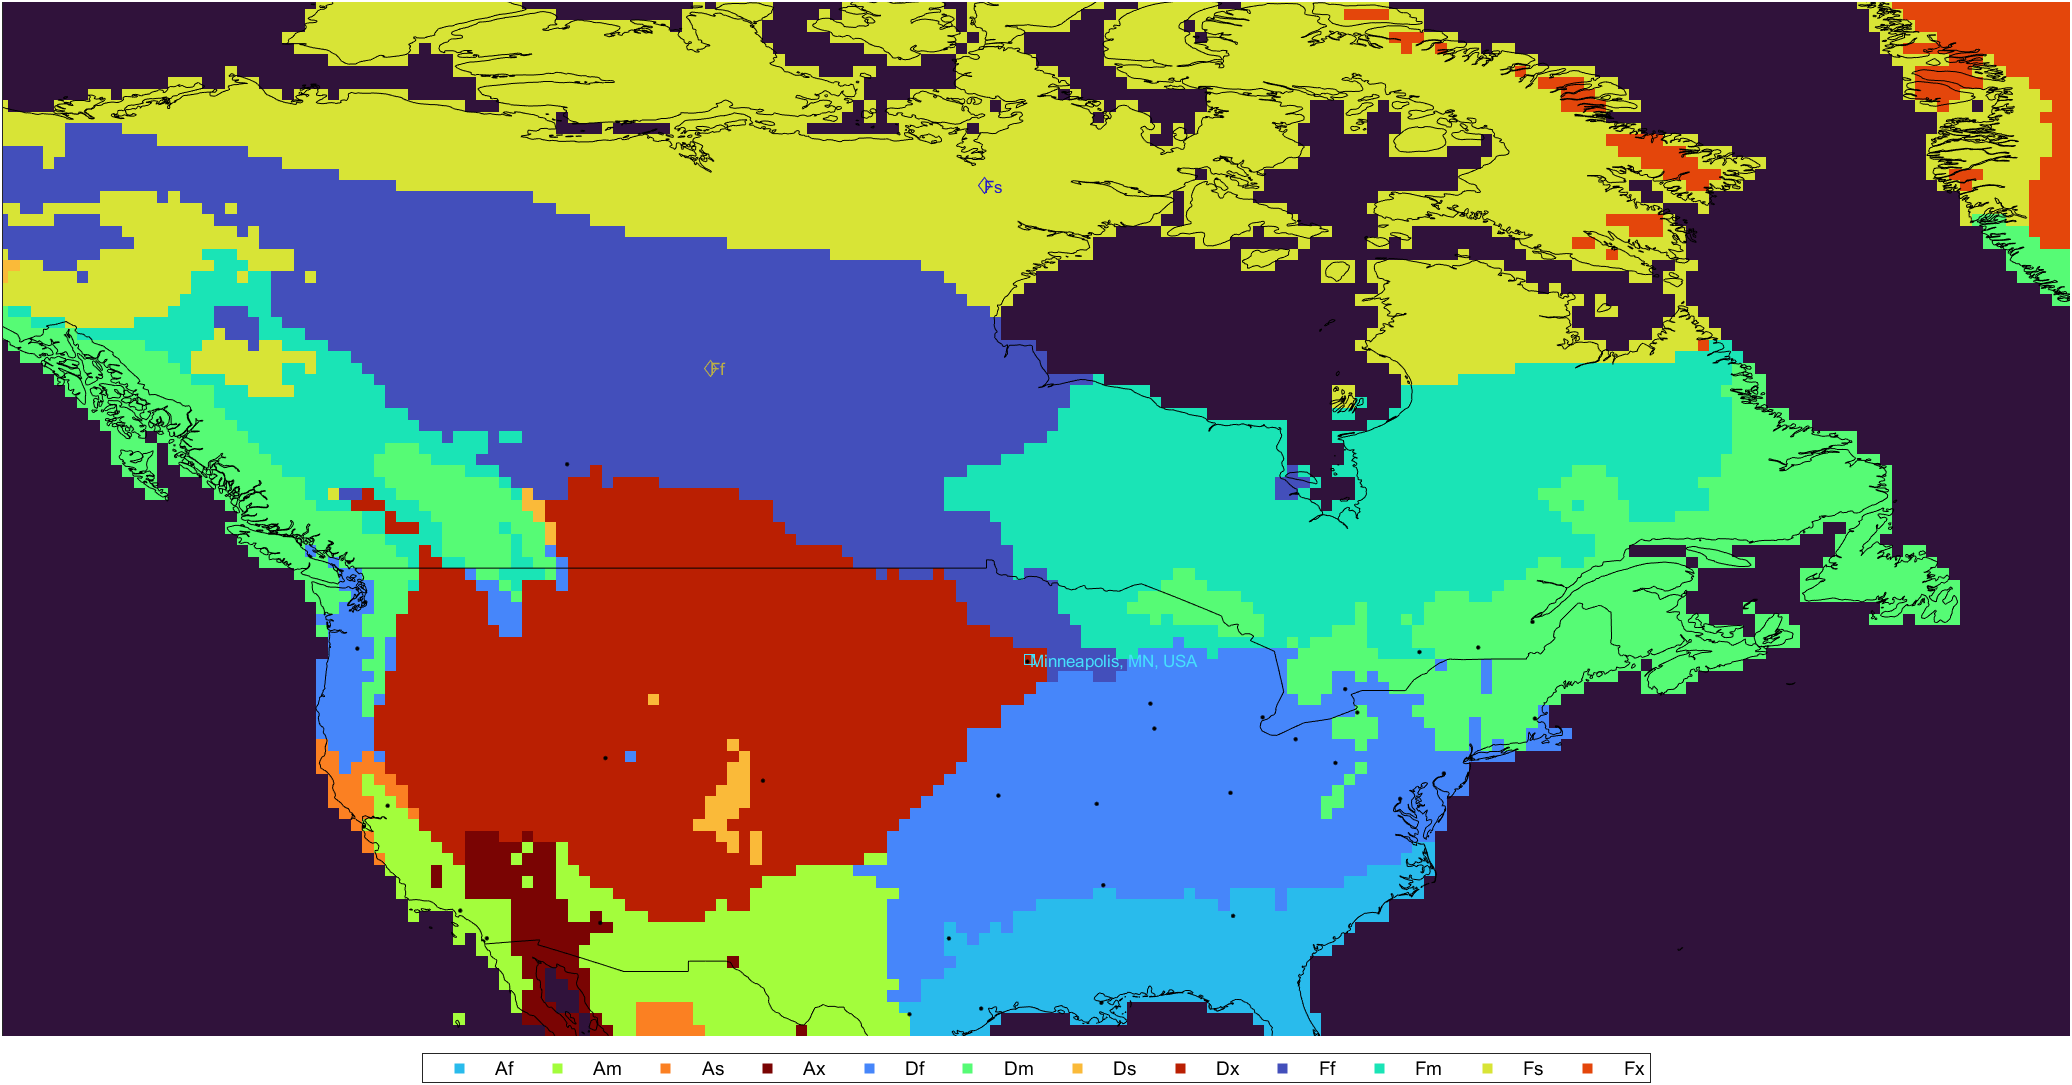 Fs
Ff
Minneapolis, MN, USA
Af Am As Ax Df Dm Ds Dx Ff Fm Fs Fx